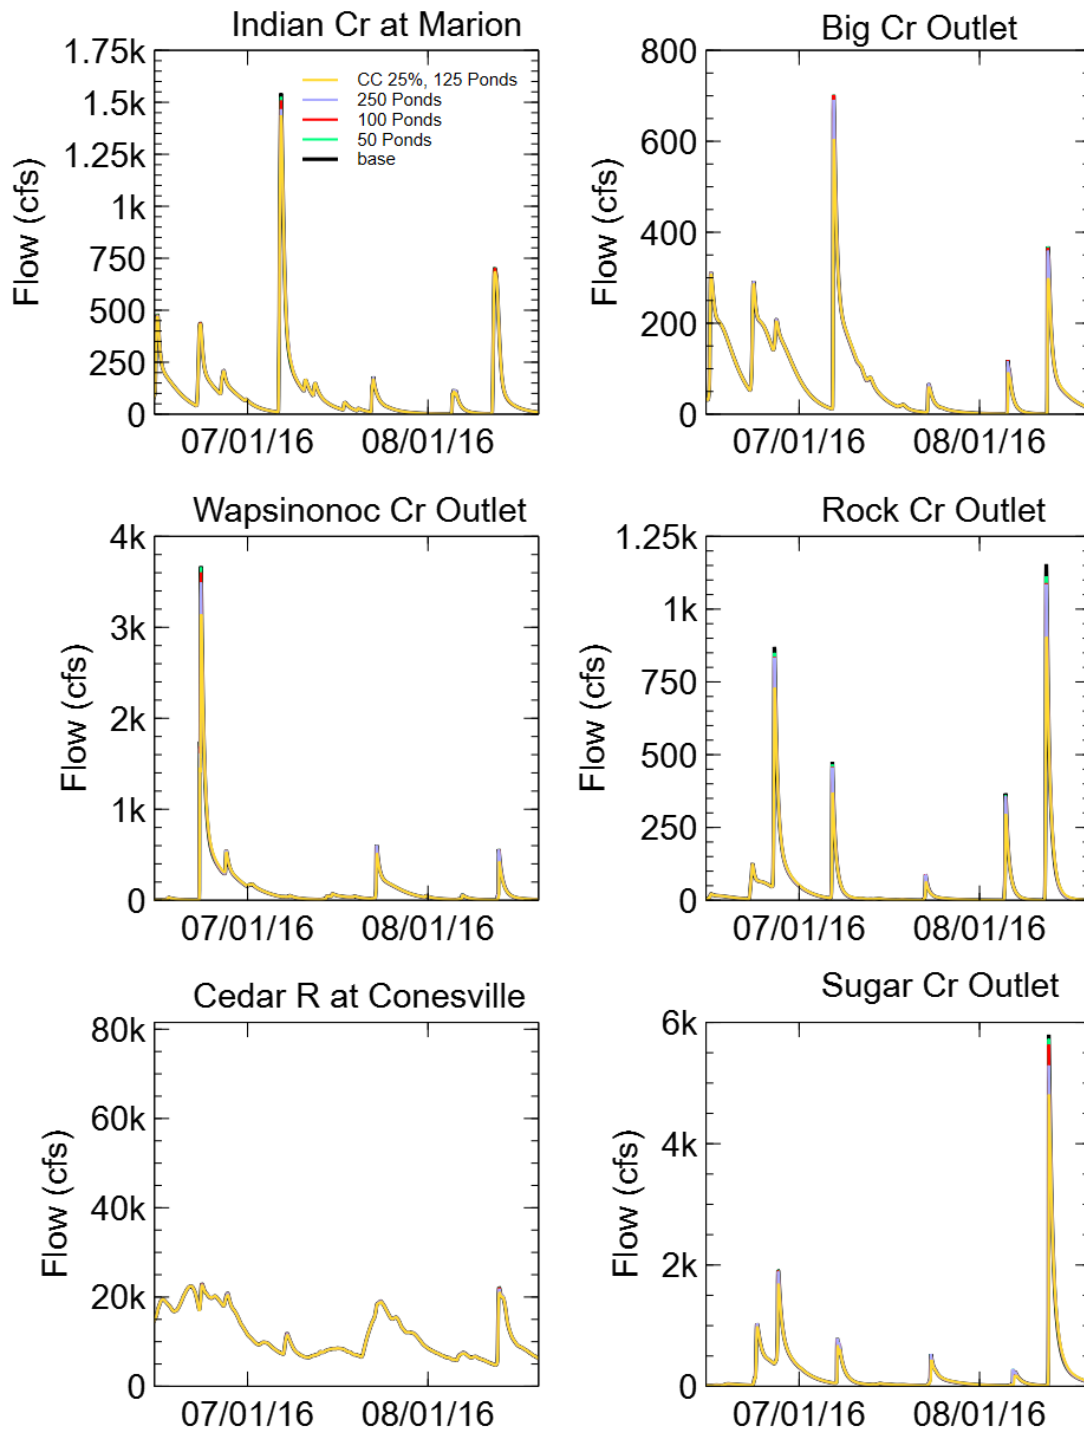 Indian Cr at Marion
Big Cr Outlet
1.75k
1.5k
1.25k
1k
750
500
250
0
Flow (cfs)
CC 25%, 125 Ponds
250 Ponds
100 Ponds
50 Ponds
base
07/01/16
08/01/16
800
600
400
200
0
Flow (cfs)
07/01/16
08/01/16
Wapsinonoc Cr Outlet
Rock Cr Outlet
4k
3k
2k
1k
0
Flow (cfs)
07/01/16
08/01/16
1.25k
1k
750
500
250
0
Flow (cfs)
07/01/16
08/01/16
Cedar R at Conesville
Sugar Cr Outlet
80k
60k
40k
20k
0
Flow (cfs)
07/01/16
08/01/16
6k
4k
2k
0
Flow (cfs)
07/01/16
08/01/16